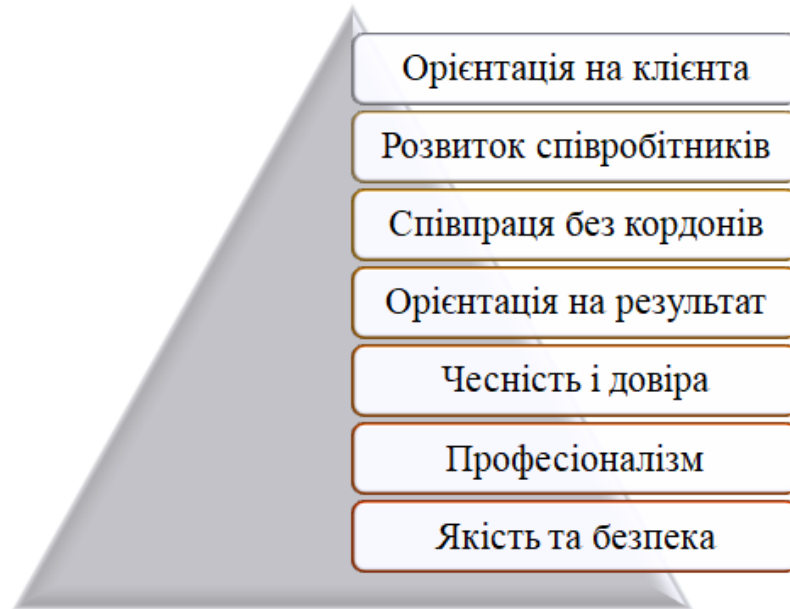 Орієнтація на клієнта
Розвиток співробітників
Співпраця без кордонів
Орієнтація на результат
Чесність і довіра
Професіоналізм
Якість та безпека